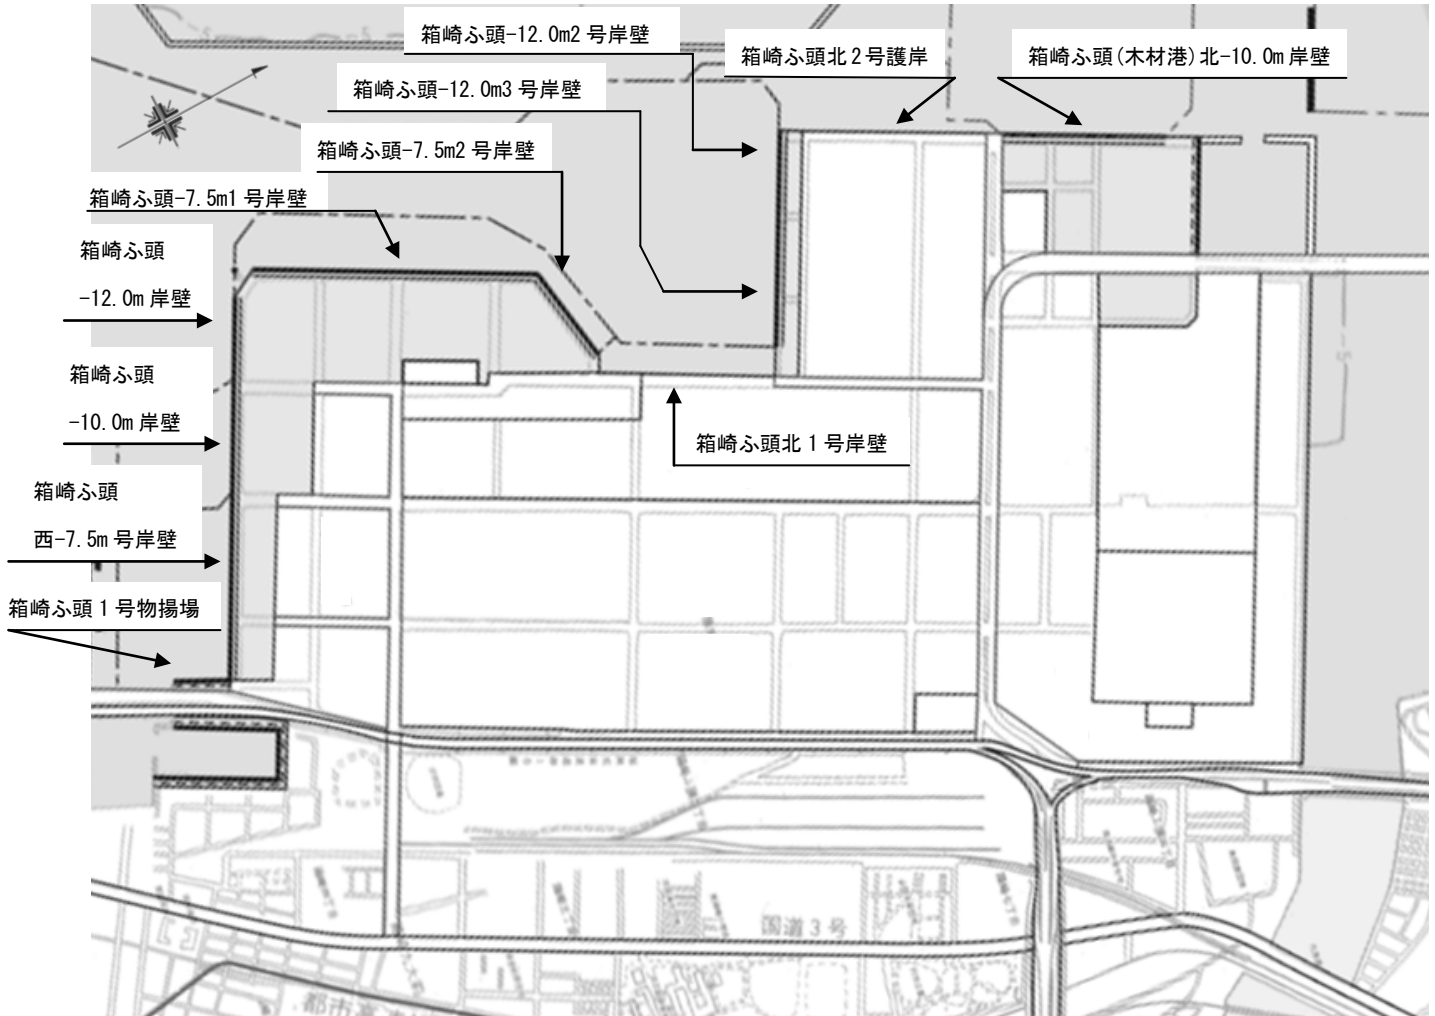 箱崎ふ頭-12.0m2号岸壁
箱崎ふ頭北2号護岸
箱崎ふ頭(木材港)北-10.0m岸壁
箱崎ふ頭-12.0m3号岸壁
箱崎ふ頭-7.5m2号岸壁
箱崎ふ頭-7.5m1号岸壁
箱崎ふ頭
-12.0m岸壁
箱崎ふ頭
-10.0m岸壁
箱崎ふ頭北1号岸壁
箱崎ふ頭
西-7.5m号岸壁
箱崎ふ頭1号物揚場
国道3号